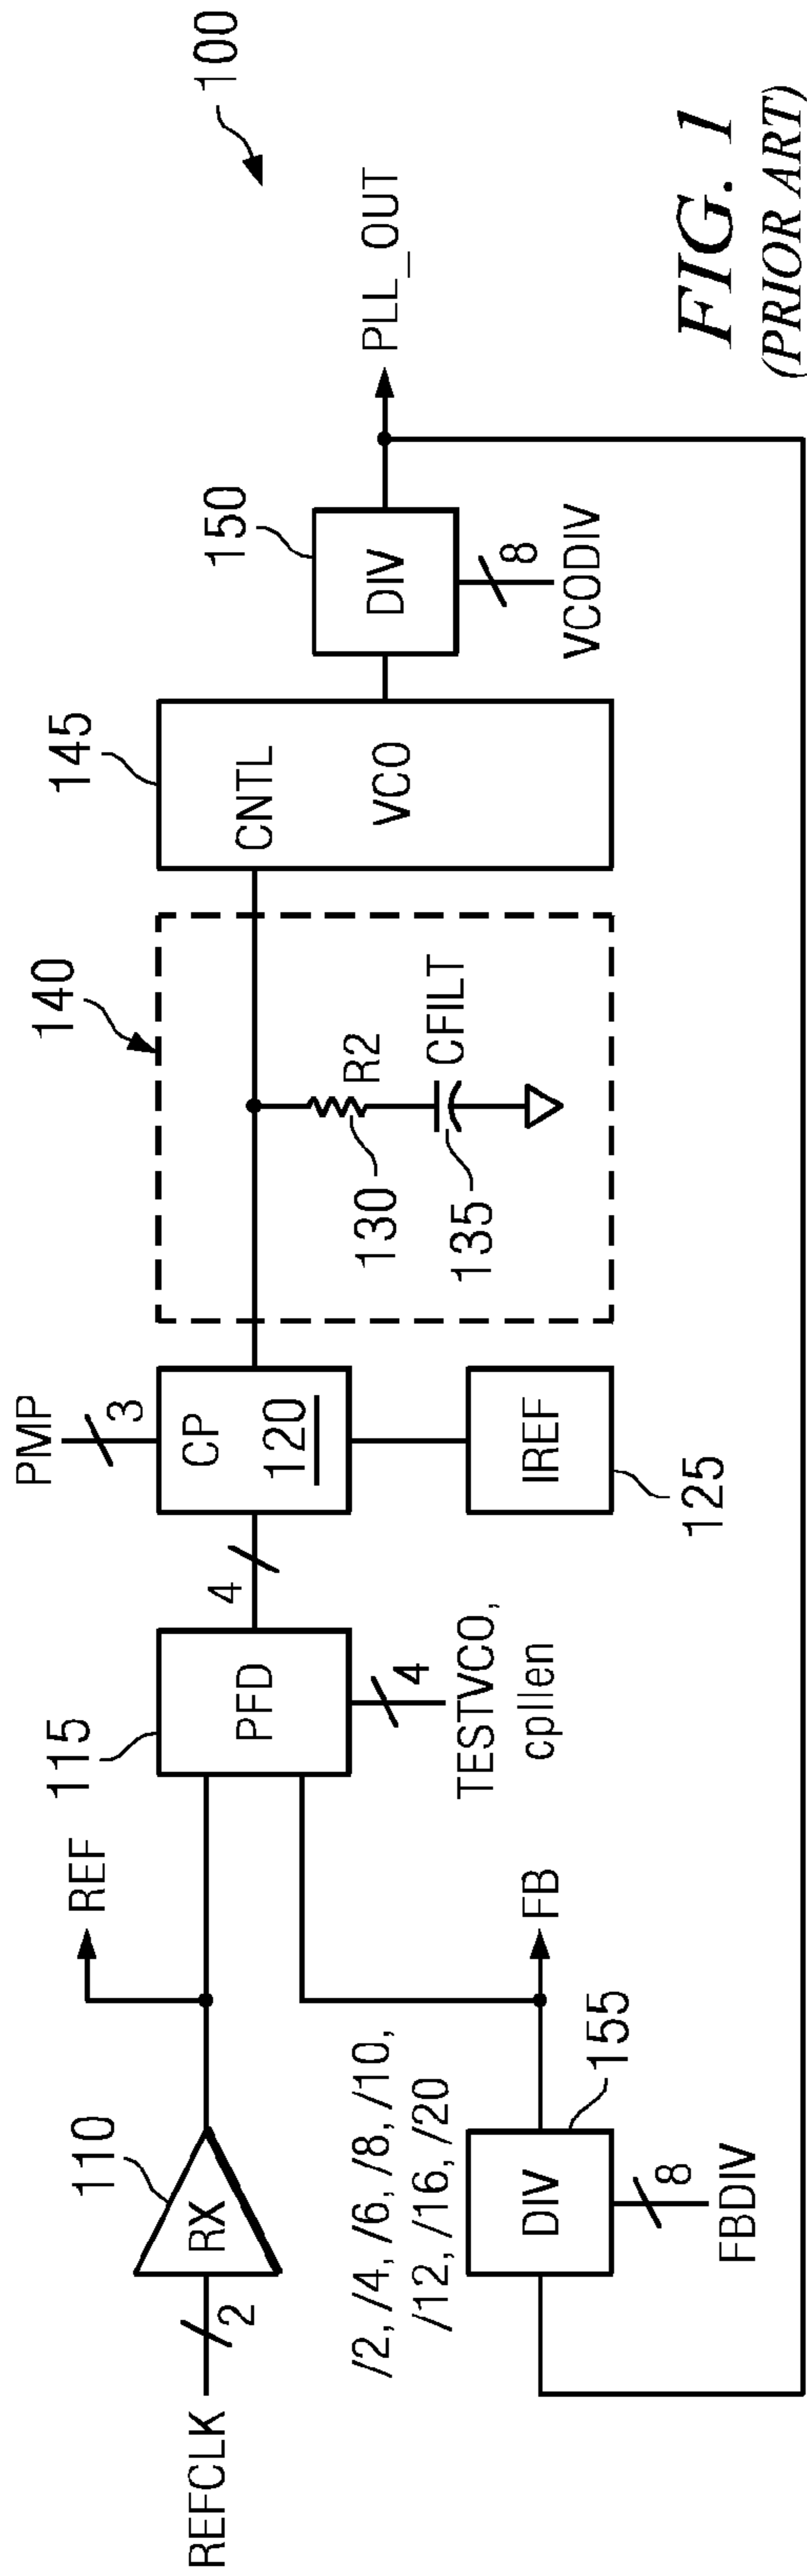 100
REFCLK
2
RX
110
REF
/2, /4, /6, /8, /10,
/12, /16, /20
DIV
155
8
FBDIV
FB
115
PFD
4
TESTVCO,
cpllen
4
PMP
3
CP
120
IREF
125
140
R2
130
CFILT
135
145
CNTL
VCO
150
DIV
8
VCODIV
PLL_OUT
FIG. 1
(PRIOR ART)